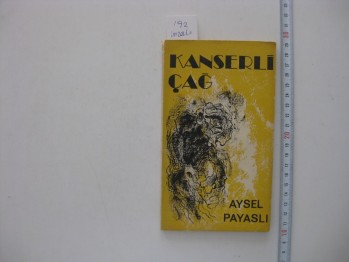 KANSERLİ
ÇAĞ
AYSEL
PAYASLI